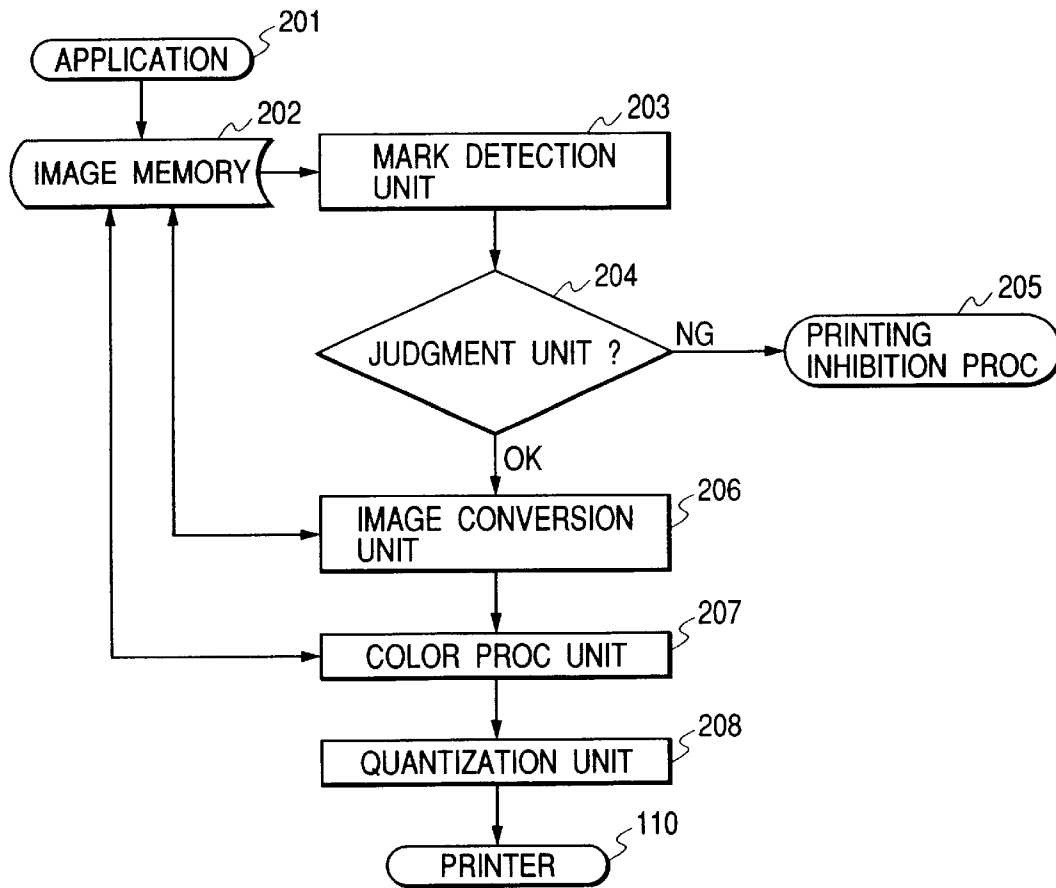 201
APPLICATION
202
IMAGE MEMORY
203
MARK DETECTION
UNIT
204
JUDGMENT UNIT ?
NG
205
PRINTING
INHIBITION PROC
OK
206
IMAGE CONVERSION
UNIT
207
COLOR PROC UNIT
208
QUANTIZATION UNIT
110
PRINTER